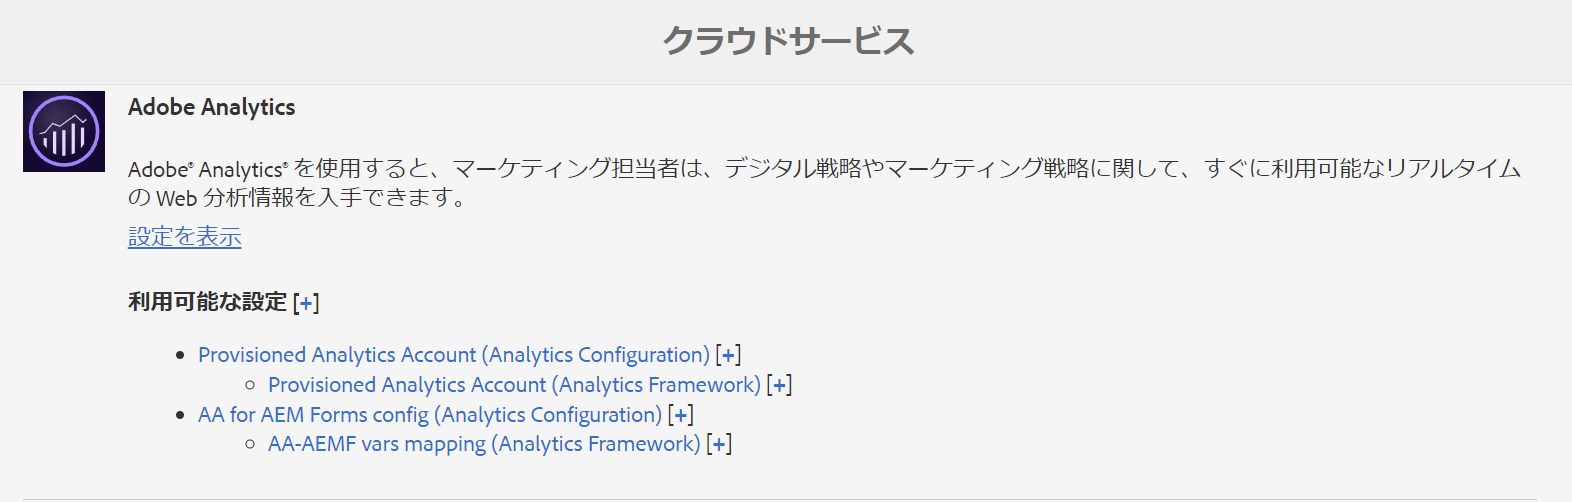 クラウドサービス
Adobe Analytics
Adobe® Analytics® を使用すると、マーケティング担当者は、デジタル戦略やマーケティング戦略に関して、すぐに利用可能なリアルタイム
の Web 分析情報を入手できます。
設定を表示
利用可能な設定 [+]
• Provisioned Analytics Account (Analytics Configuration) [+]
◦ Provisioned Analytics Account (Analytics Framework) [+]
• AA for AEM Forms config (Analytics Configuration) [+]
◦ AA-AEMF vars mapping (Analytics Framework) [+]